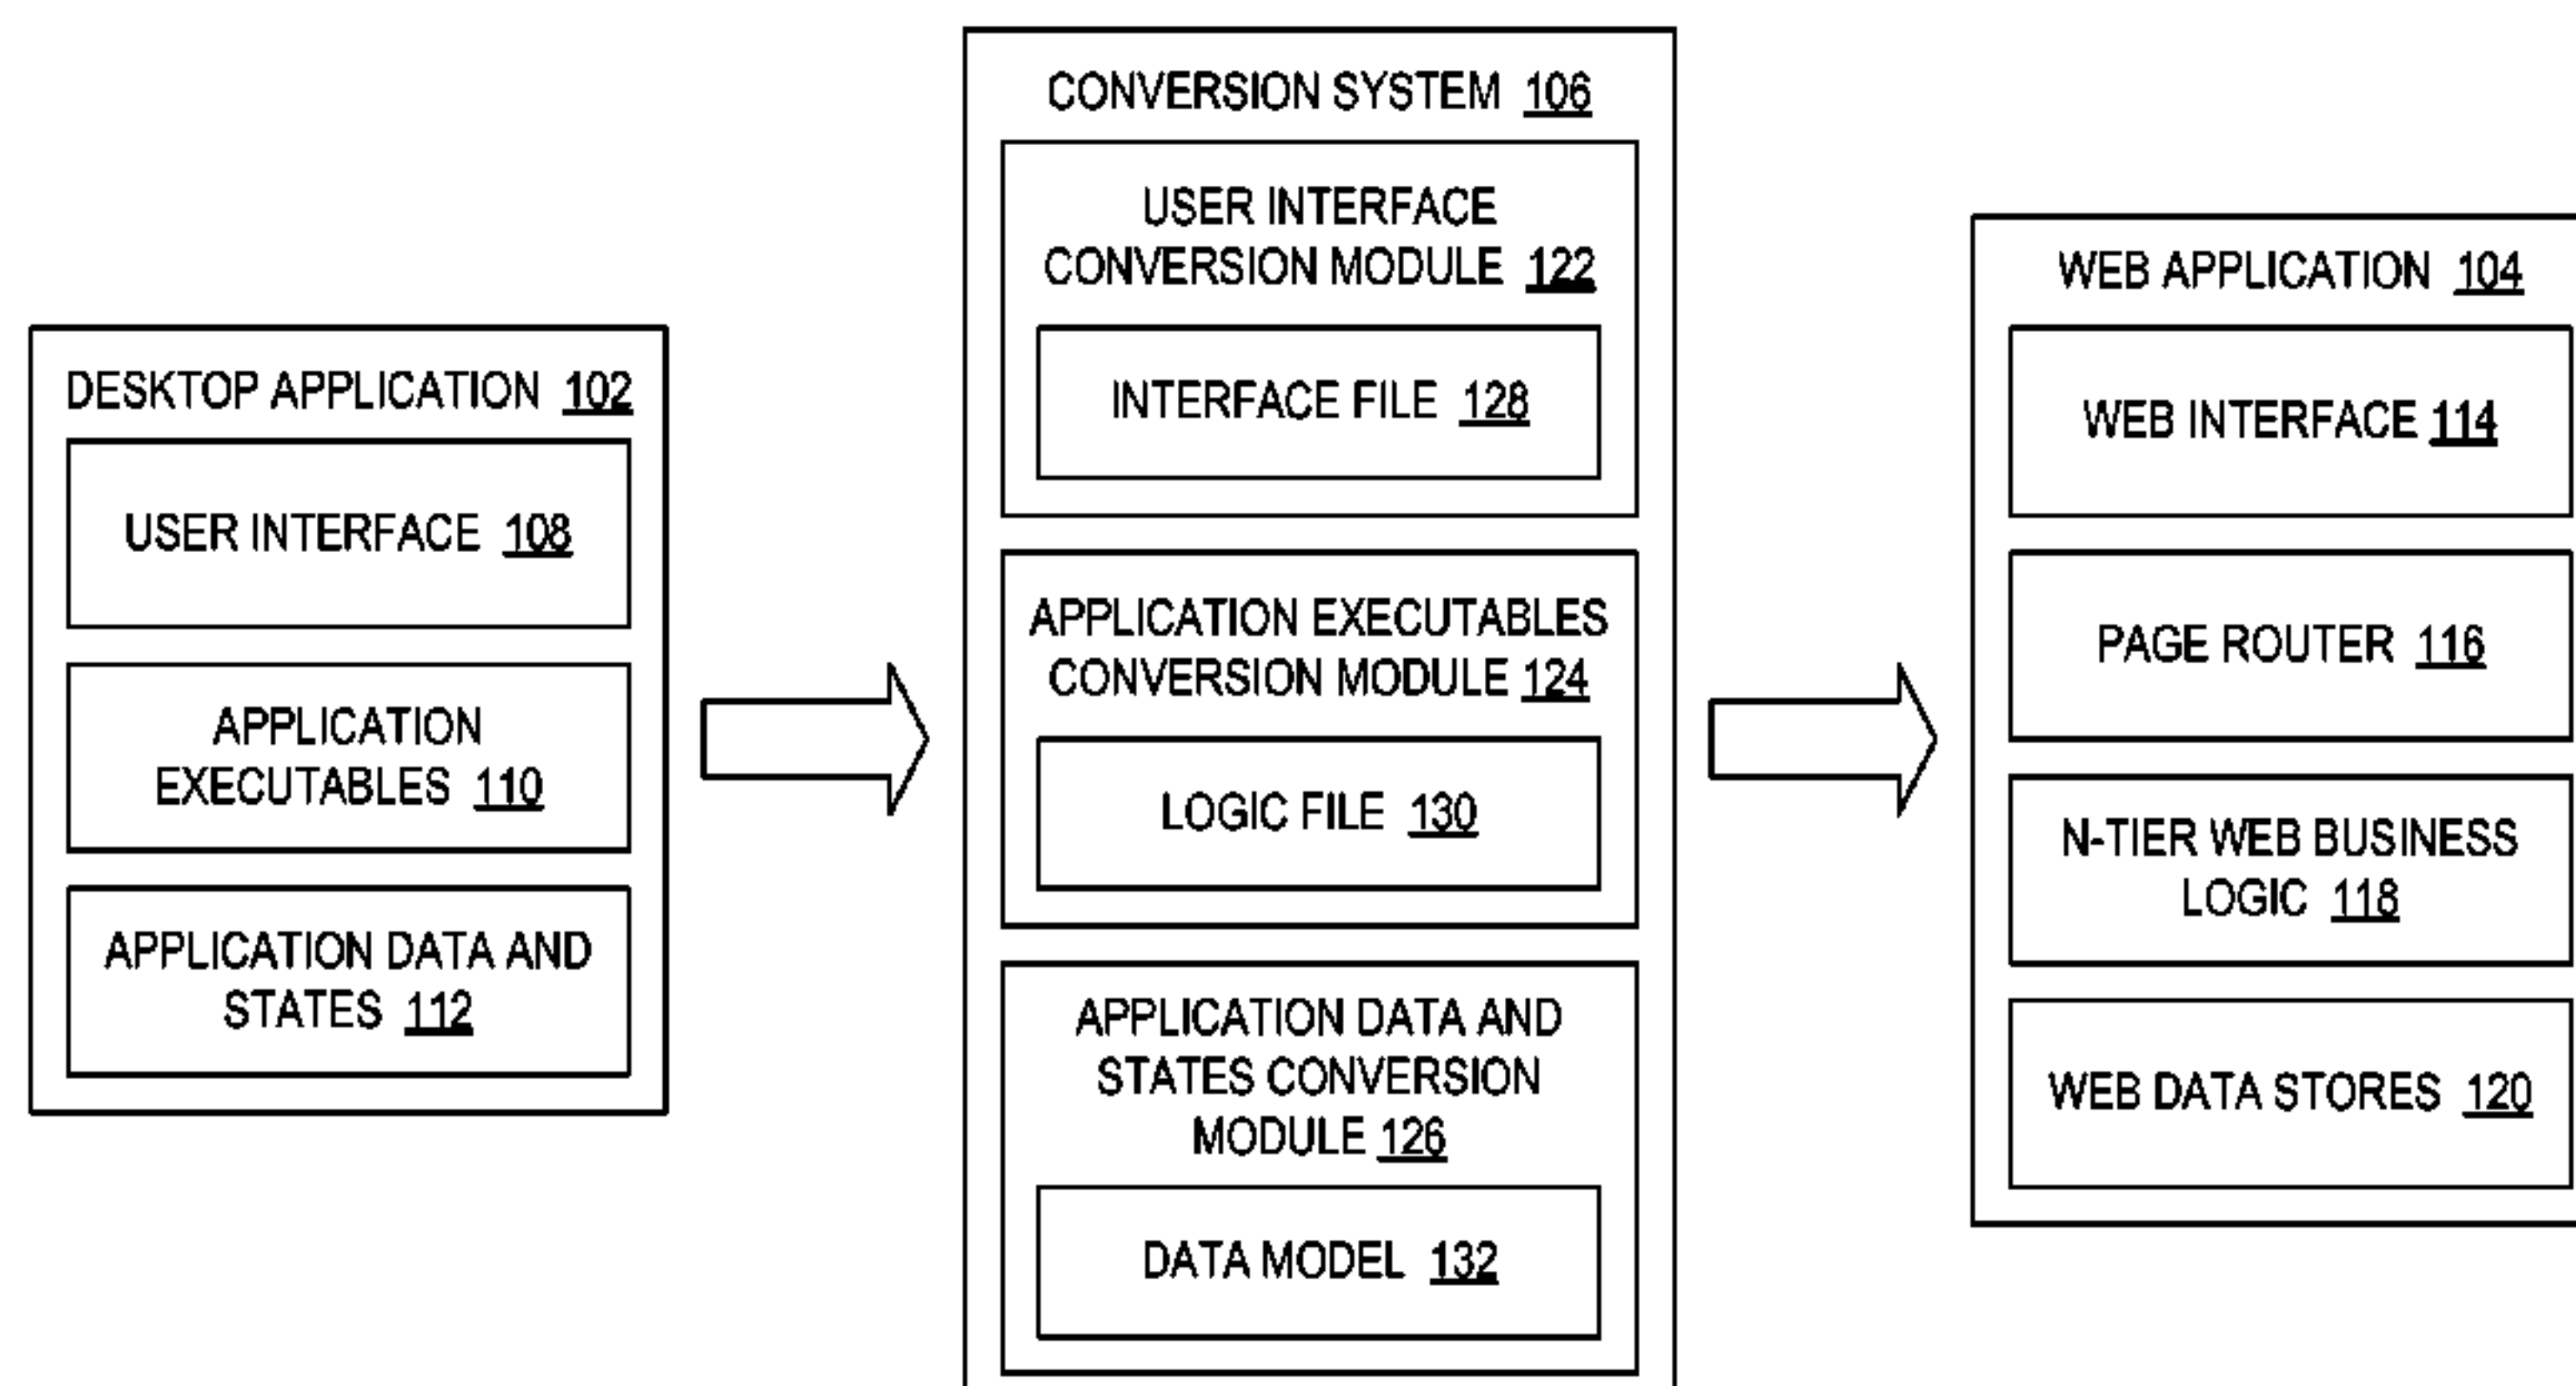 DESKTOP APPLICATION 102
USER INTERFACE 108
APPLICATION
EXECUTABLES 110
APPLICATION DATA AND
STATES 112
CONVERSION SYSTEM 106
USER INTERFACE
CONVERSION MODULE 122
INTERFACE FILE 128
APPLICATION EXECUTABLES
CONVERSION MODULE 124
LOGIC FILE 130
APPLICATION DATA AND
STATES CONVERSION
MODULE 126
DATA MODEL 132
WEB APPLICATION 104
WEB INTERFACE 114
PAGE ROUTER 116
N-TIER WEB BUSINESS
LOGIC 118
WEB DATA STORES 120